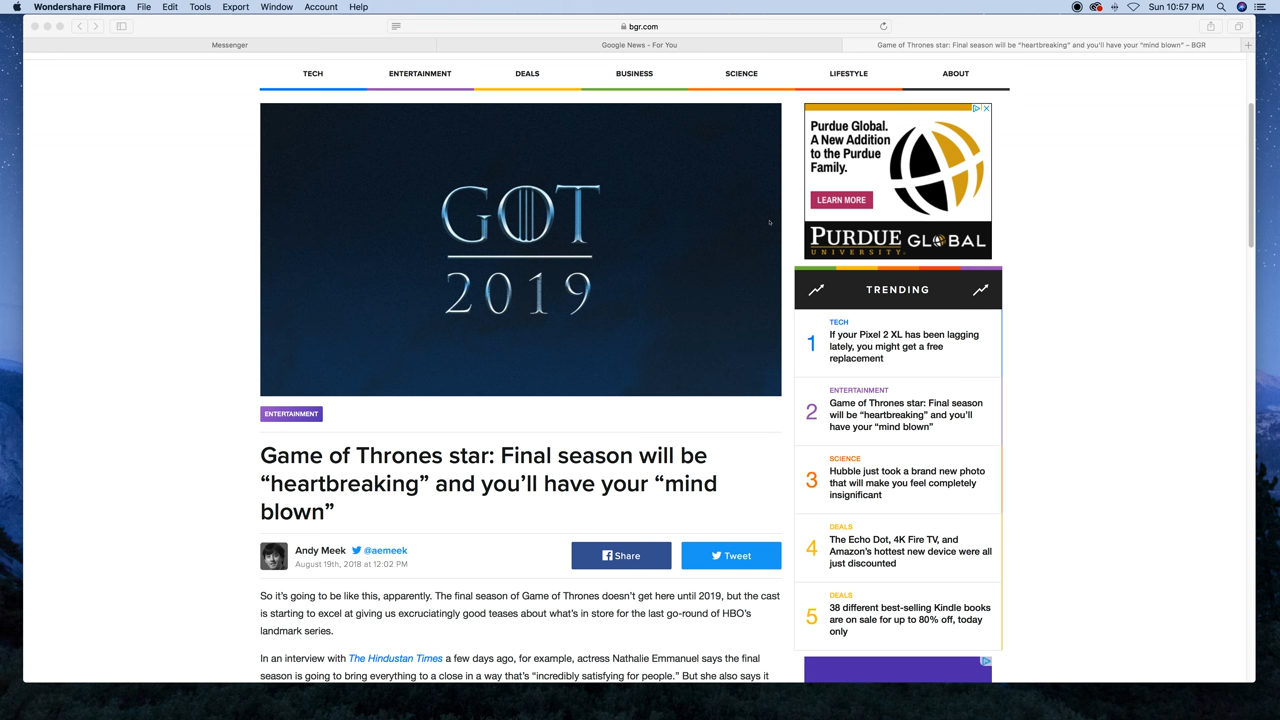 Wondershare Filmora File Edit Tools Export Window Account Help Sun 10:57 PM
bgr.com
Messenger Google News - For You Game of Thrones star: Final season will be “heartbreaking” and you’ll have your “mind blown” – BGR
TECH ENTERTAINMENT DEALS BUSINESS SCIENCE LIFESTYLE ABOUT
GOT
2019
ENTERTAINMENT
Game of Thrones star: Final season will be
“heartbreaking” and you’ll have your “mind
blown”
Andy Meek @aemeek
August 19th, 2018 at 12:02 PM
Share Tweet
So it’s going to be like this, apparently. The final season of Game of Thrones doesn’t get here until 2019, but the cast
is starting to excel at giving us excruciatingly good teases about what’s in store for the last go-round of HBO’s
landmark series.
In an interview with The Hindustan Times a few days ago, for example, actress Nathalie Emmanuel says the final
season is going to bring everything to a close in a way that’s “incredibly satisfying for people.” But she also says it
Purdue Global.
A New Addition
to the Purdue
Family.
LEARN MORE
PURDUE GLOBAL
UNIVERSITY
TRENDING
TECH
1 If your Pixel 2 XL has been lagging
lately, you might get a free
replacement
ENTERTAINMENT
2 Game of Thrones star: Final season
will be “heartbreaking” and you’ll
have your “mind blown”
SCIENCE
3 Hubble just took a brand new photo
that will make you feel completely
insignificant
DEALS
4 The Echo Dot, 4K Fire TV, and
Amazon’s hottest new device were all
just discounted
DEALS
5 38 different best-selling Kindle books
are on sale for up to 80% off, today
only